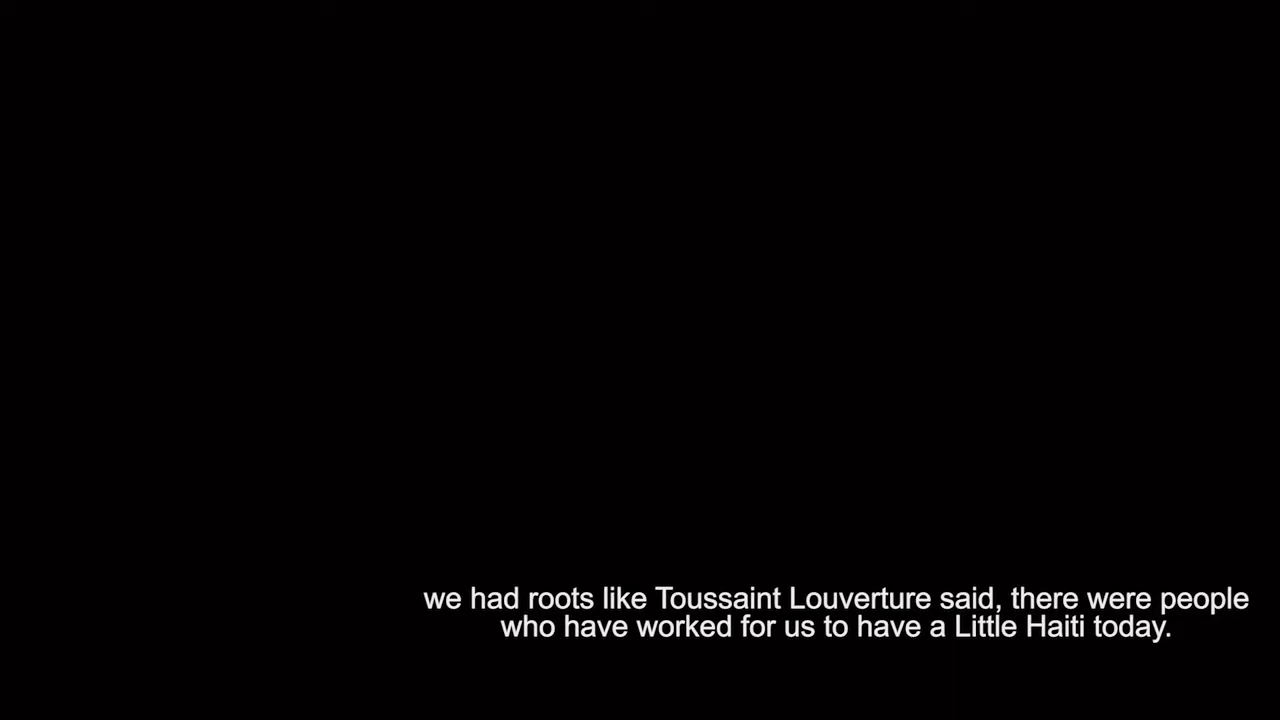 we had roots like Toussaint Louverture said, there were people
who have worked for us to have a Little Haiti today.